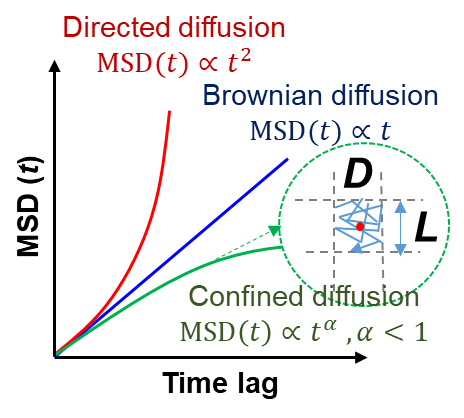 Directed diffusion
MSD(t) ∝ t²
Brownian diffusion
MSD(t) ∝ t
D
L
MSD (t)
Confined diffusion
MSD(t) ∝ t^α , α < 1
Time lag